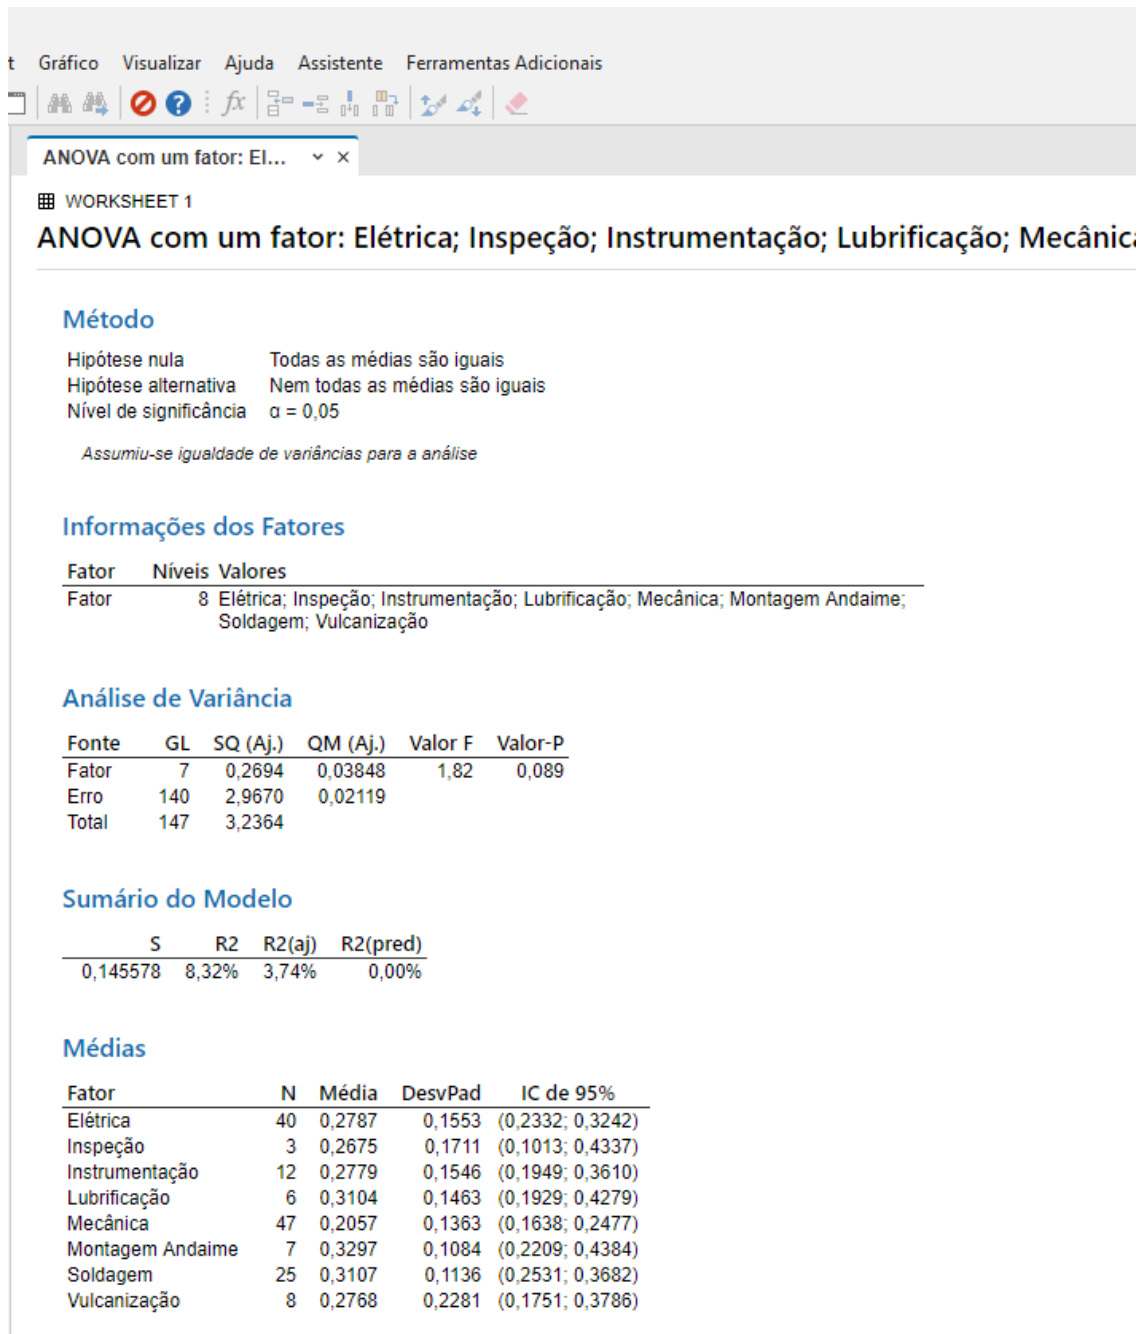 t Gráfico Visualizar Ajuda Assistente Ferramentas Adicionais
fx
ANOVA com um fator: El...
WORKSHEET 1
ANOVA com um fator: Elétrica; Inspeção; Instrumentação; Lubrificação; Mecânica
Método
Hipótese nula Todas as médias são iguais
Hipótese alternativa Nem todas as médias são iguais
Nível de significância α = 0,05
Assumiu-se igualdade de variâncias para a análise
Informações dos Fatores
Fator Níveis Valores
Fator 8 Elétrica; Inspeção; Instrumentação; Lubrificação; Mecânica; Montagem Andaime;
Soldagem; Vulcanização
Análise de Variância
Fonte GL SQ (Aj.) QM (Aj.) Valor F Valor-P
Fator 7 0,2694 0,03848 1,82 0,089
Erro 140 2,9670 0,02119
Total 147 3,2364
Sumário do Modelo
S R2 R2(aj) R2(pred)
0,145578 8,32% 3,74% 0,00%
Médias
Fator N Média DesvPad IC de 95%
Elétrica 40 0,2787 0,1553 (0,2332; 0,3242)
Inspeção 3 0,2675 0,1711 (0,1013; 0,4337)
Instrumentação 12 0,2779 0,1546 (0,1949; 0,3610)
Lubrificação 6 0,3104 0,1463 (0,1929; 0,4279)
Mecânica 47 0,2057 0,1363 (0,1638; 0,2477)
Montagem Andaime 7 0,3297 0,1084 (0,2209; 0,4384)
Soldagem 25 0,3107 0,1136 (0,2531; 0,3682)
Vulcanização 8 0,2768 0,2281 (0,1751; 0,3786)